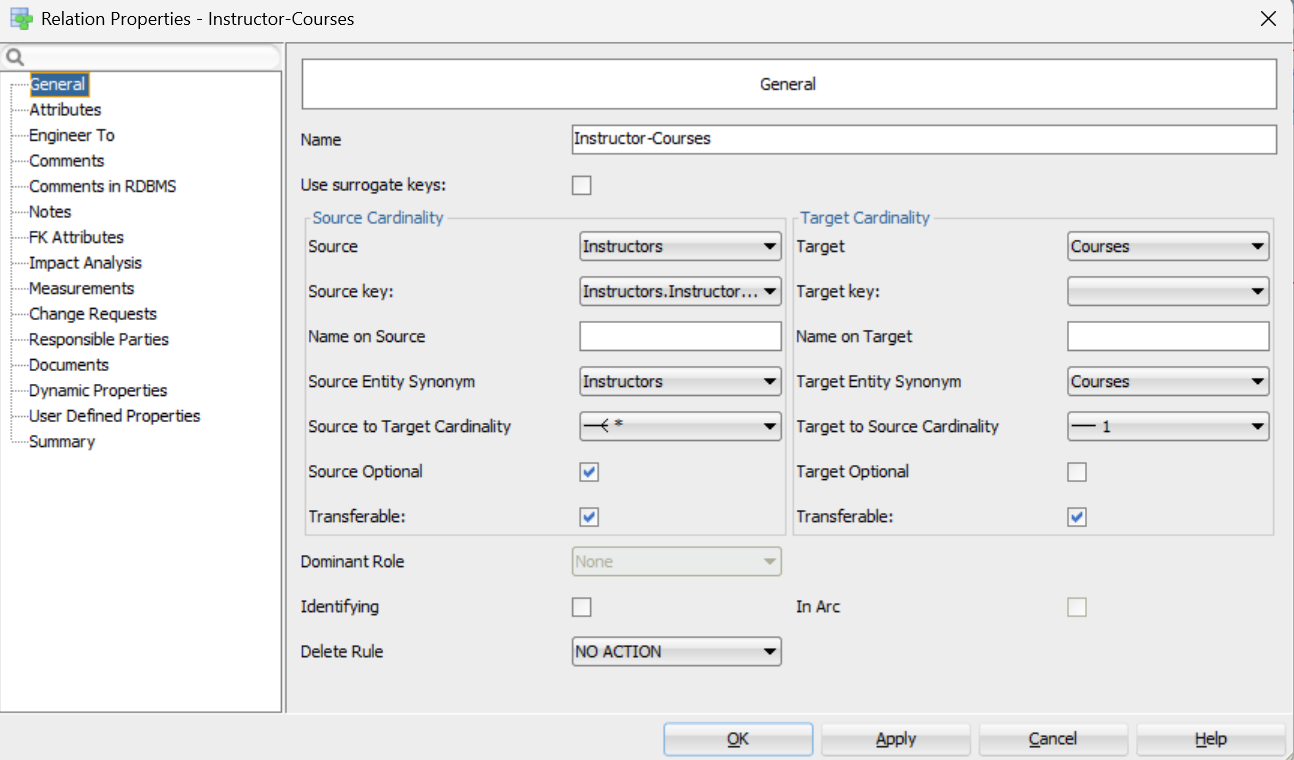 Relation Properties - Instructor-Courses
General
Attributes
Engineer To
Comments
Comments in RDBMS
Notes
FK Attributes
Impact Analysis
Measurements
Change Requests
Responsible Parties
Documents
Dynamic Properties
User Defined Properties
Summary
General
Name Instructor-Courses
Use surrogate keys:
Source Cardinality
Source Instructors
Source key: Instructors.Instructor...
Name on Source
Source Entity Synonym Instructors
Source to Target Cardinality *
Source Optional
Transferable:
Target Cardinality
Target Courses
Target key:
Name on Target
Target Entity Synonym Courses
Target to Source Cardinality 1
Target Optional
Transferable:
Dominant Role None
Identifying In Arc
Delete Rule NO ACTION
OK Apply Cancel Help